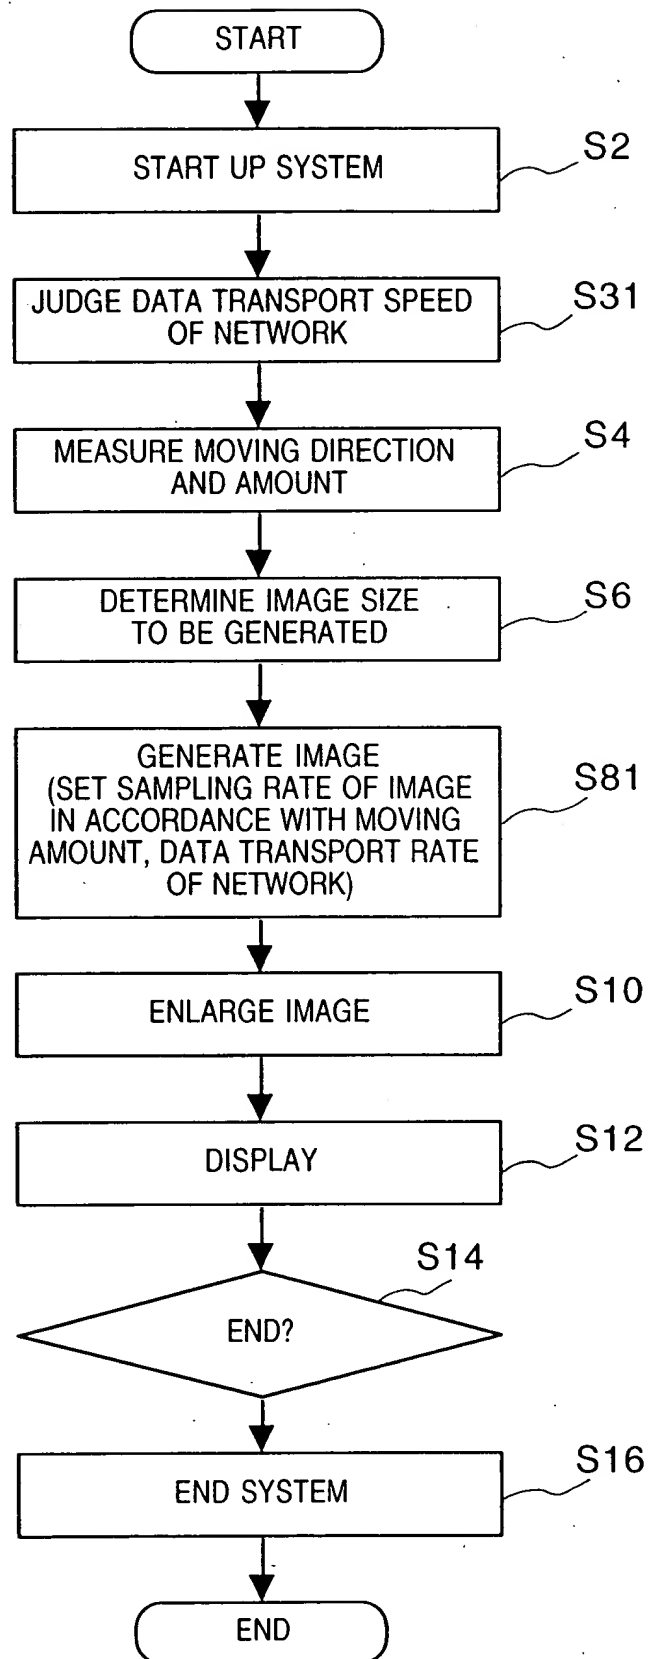 START
START UP SYSTEM
S2
JUDGE DATA TRANSPORT SPEED
OF NETWORK
S31
MEASURE MOVING DIRECTION
AND AMOUNT
S4
DETERMINE IMAGE SIZE
TO BE GENERATED
S6
GENERATE IMAGE
(SET SAMPLING RATE OF IMAGE
IN ACCORDANCE WITH MOVING
AMOUNT, DATA TRANSPORT RATE
OF NETWORK)
S81
ENLARGE IMAGE
S10
DISPLAY
S12
S14
END?
END SYSTEM
S16
END